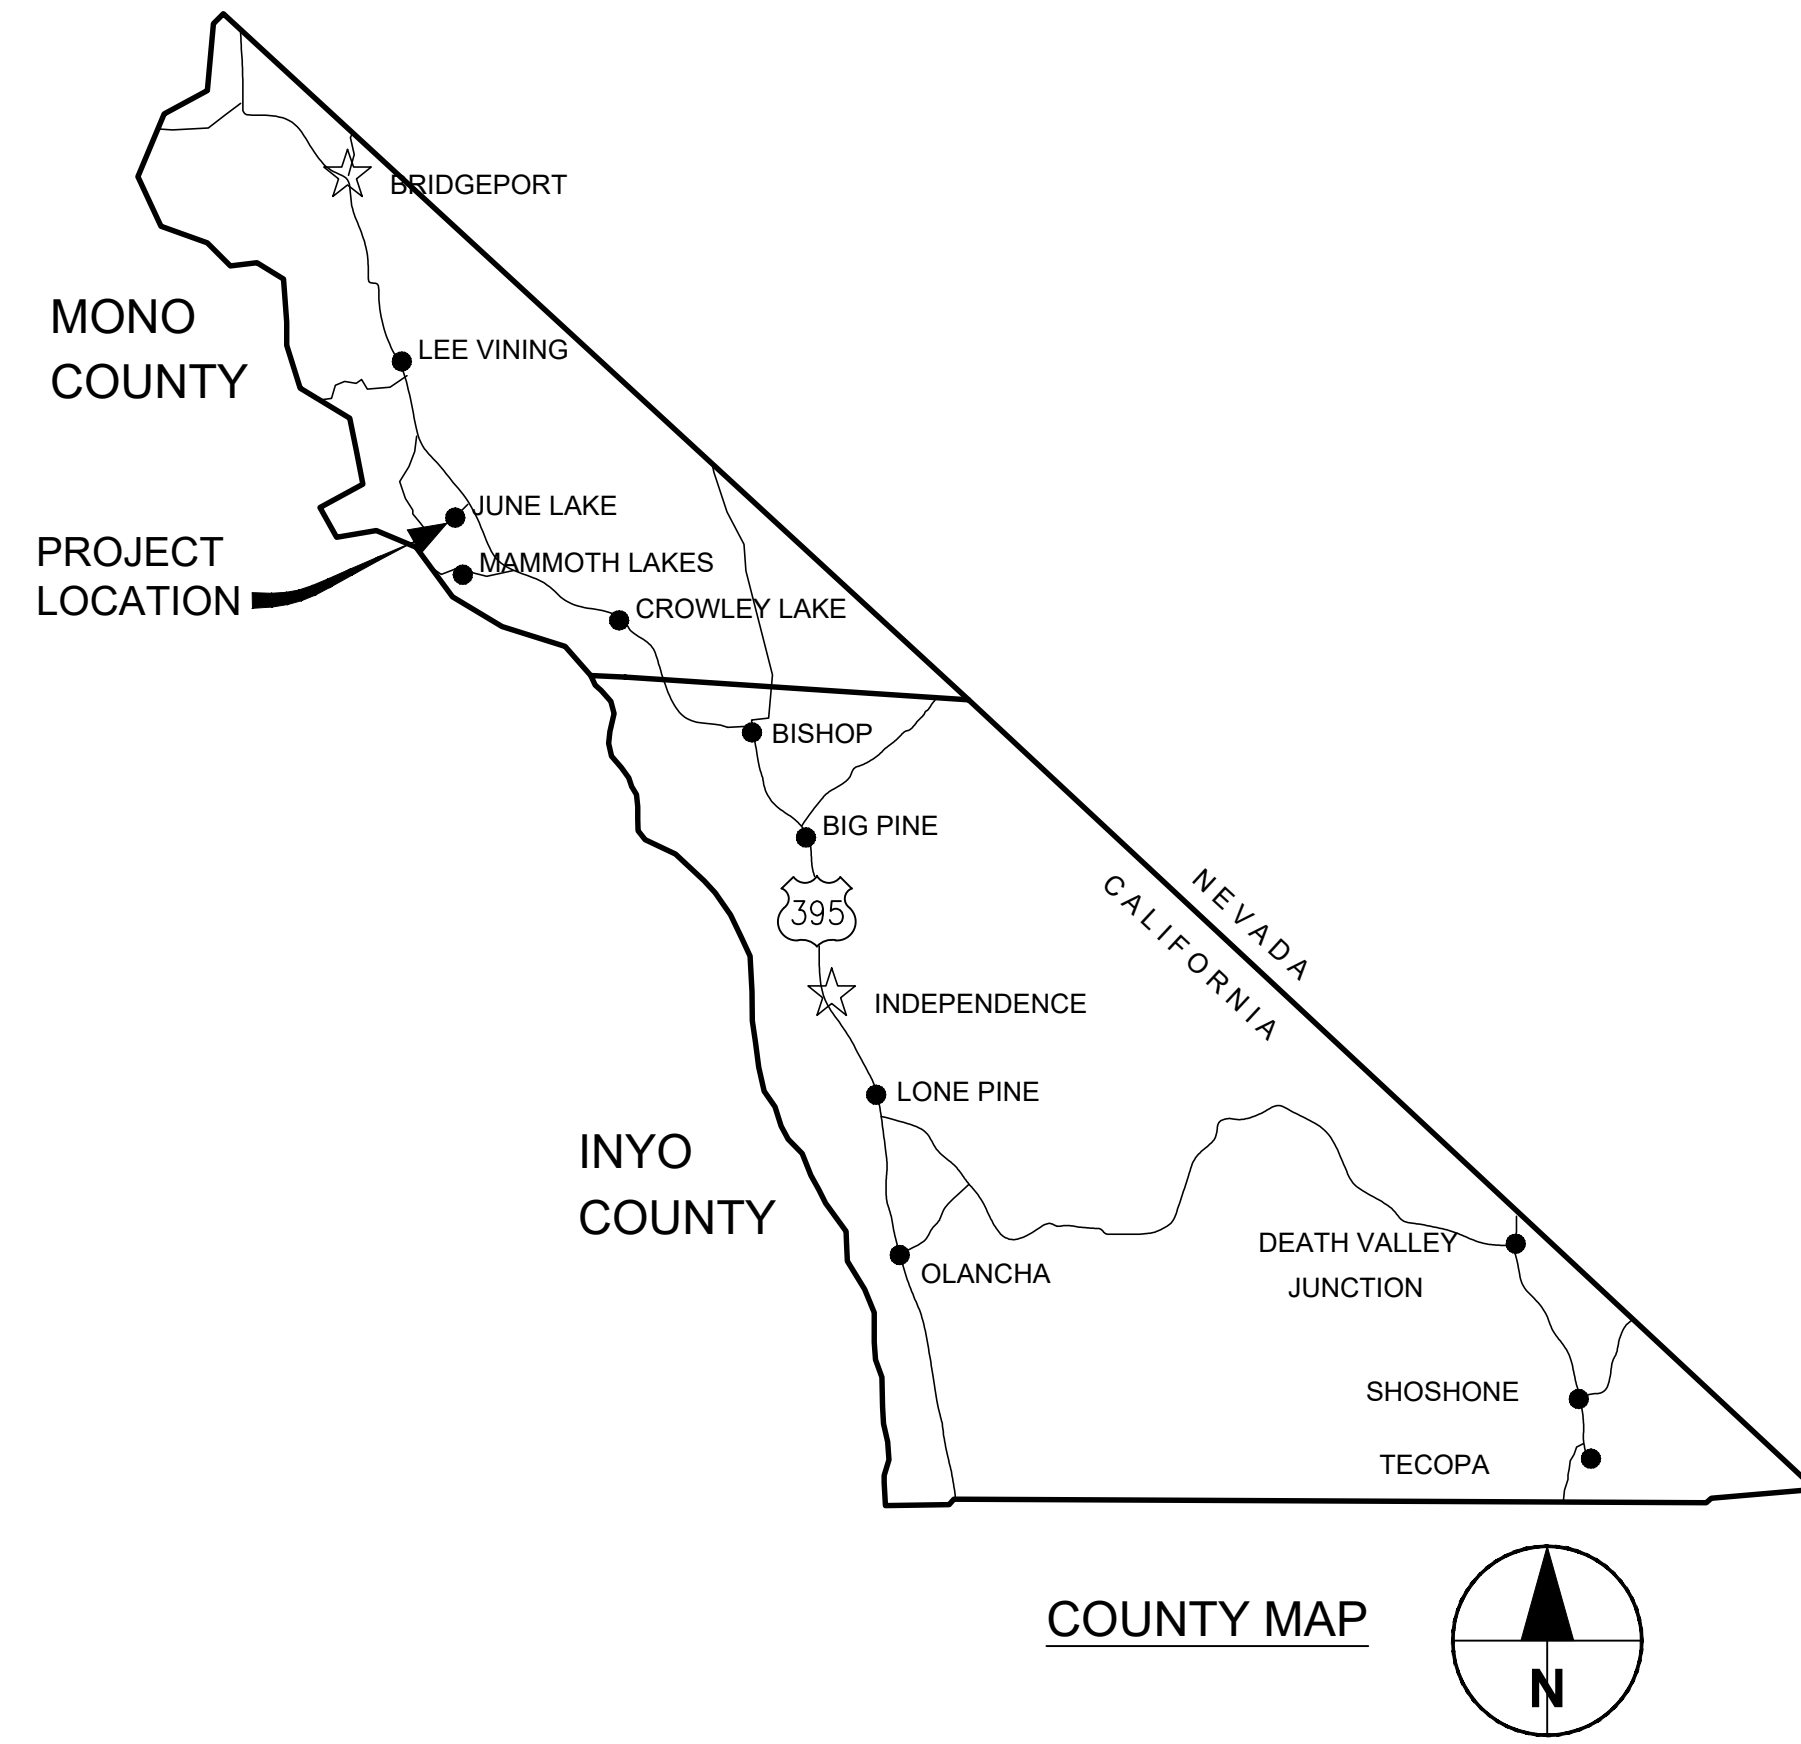 BRIDGEPORT
MONO
COUNTY
LEE VINING
JUNE LAKE
PROJECT
LOCATION
MAMMOTH LAKES
CROWLEY LAKE
BISHOP
BIG PINE
395
NEVADA
CALIFORNIA
INDEPENDENCE
LONE PINE
INYO
COUNTY
OLANCHA
DEATH VALLEY
JUNCTION
SHOSHONE
TECOPA
COUNTY MAP
N